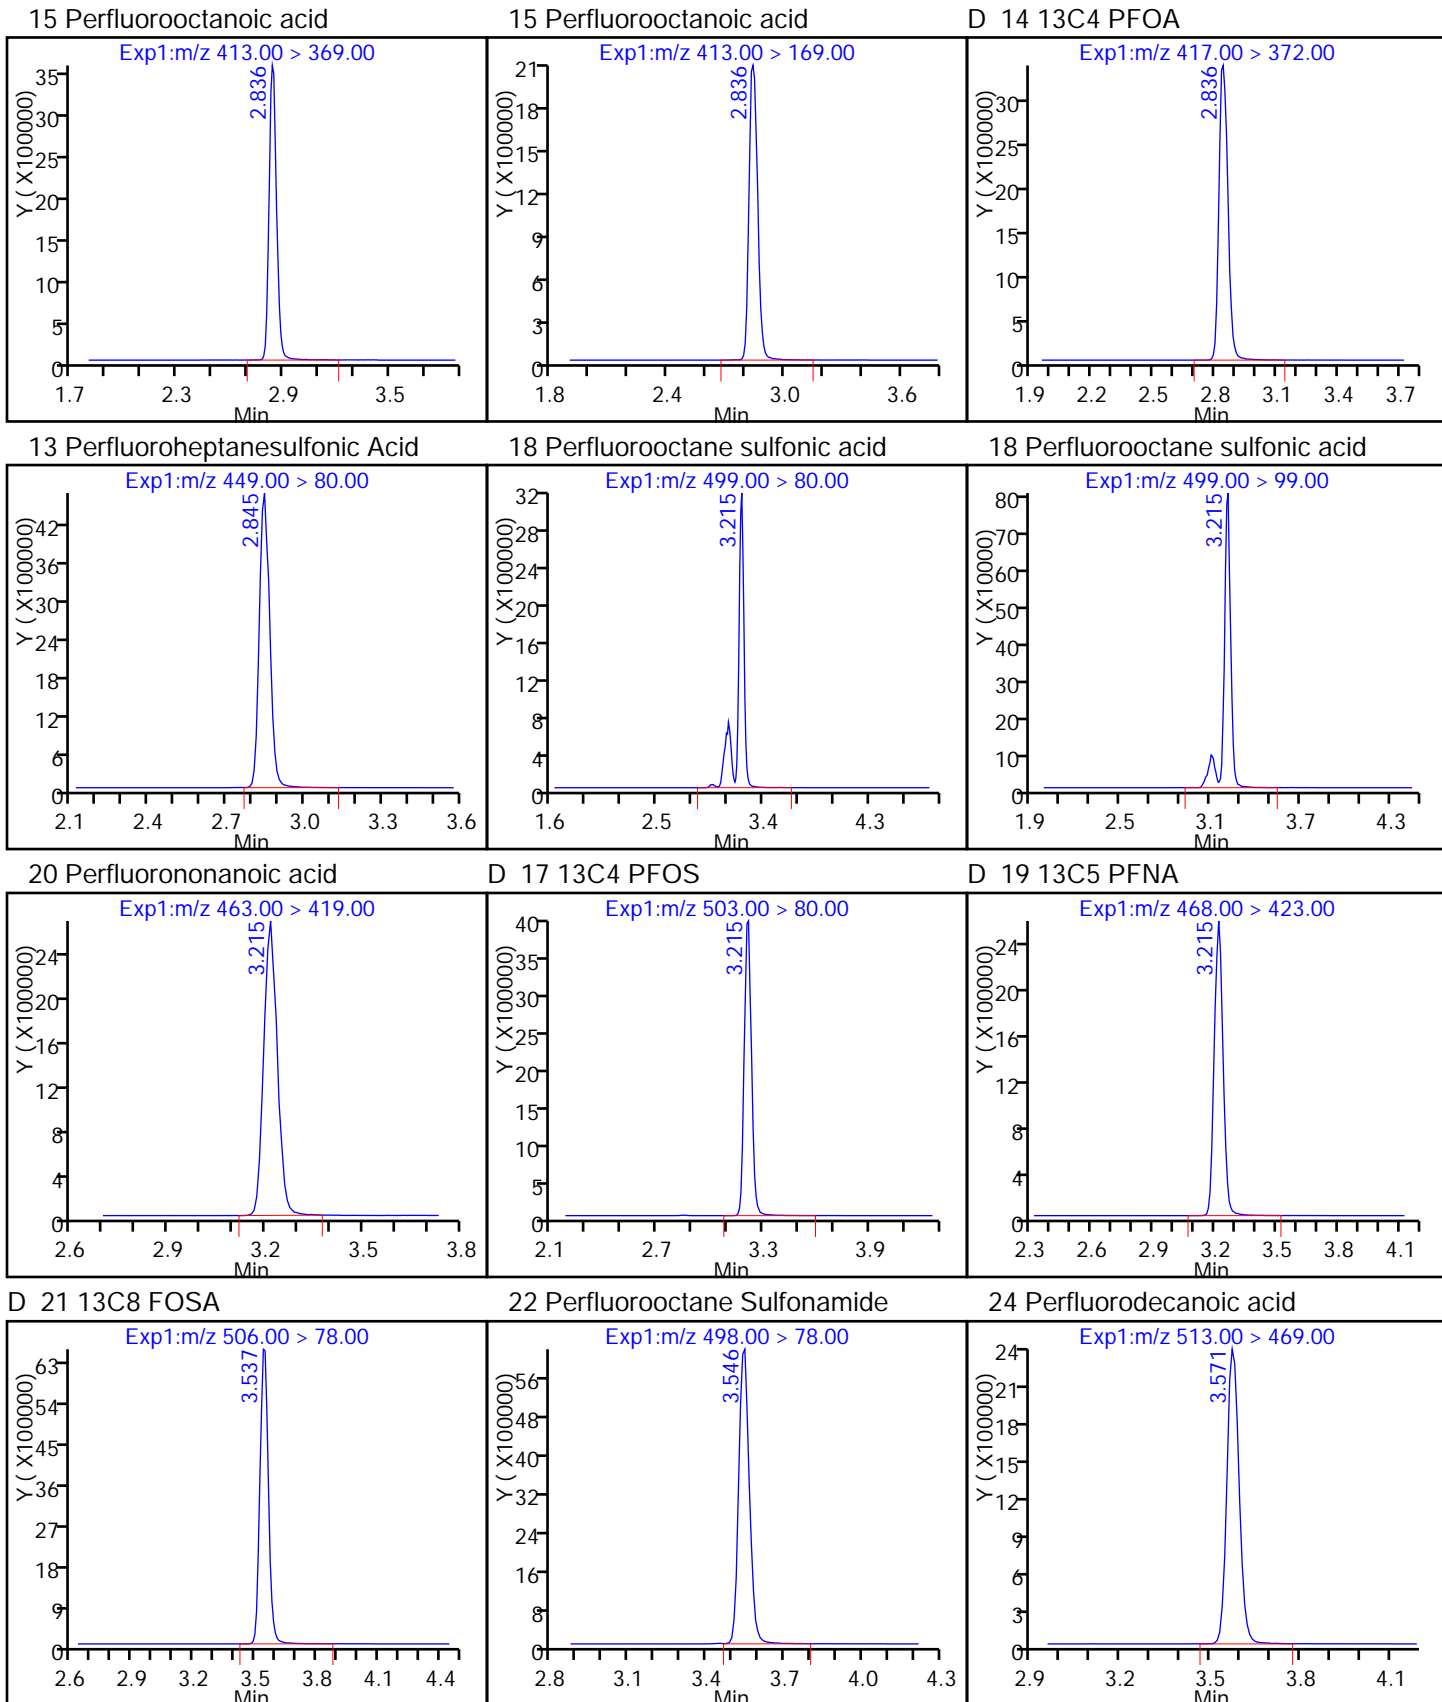 15 Perfluorooctanoic acid
Exp1:m/z 413.00 > 369.00
2.836
Y ( X100000)
35
30
25
20
15
10
5
0
1.7 2.3 2.9 3.5
Min
15 Perfluorooctanoic acid
Exp1:m/z 413.00 > 169.00
2.836
Y ( X100000)
21
18
15
12
9
6
3
0
1.8 2.4 3.0 3.6
Min
D 14 13C4 PFOA
Exp1:m/z 417.00 > 372.00
2.836
Y ( X100000)
30
25
20
15
10
5
0
1.9 2.2 2.5 2.8 3.1 3.4 3.7
Min
13 Perfluoroheptanesulfonic Acid
Exp1:m/z 449.00 > 80.00
2.845
Y ( X100000)
42
36
30
24
18
12
6
0
2.1 2.4 2.7 3.0 3.3 3.6
Min
18 Perfluorooctane sulfonic acid
Exp1:m/z 499.00 > 80.00
3.215
Y ( X100000)
32
28
24
20
16
12
8
4
0
1.6 2.5 3.4 4.3
Min
18 Perfluorooctane sulfonic acid
Exp1:m/z 499.00 > 99.00
3.215
Y ( X100000)
80
70
60
50
40
30
20
10
0
1.9 2.5 3.1 3.7 4.3
Min
20 Perfluorononanoic acid
Exp1:m/z 463.00 > 419.00
3.215
Y ( X100000)
24
20
16
12
8
4
0
2.6 2.9 3.2 3.5 3.8
Min
D 17 13C4 PFOS
Exp1:m/z 503.00 > 80.00
3.215
Y ( X100000)
40
35
30
25
20
15
10
5
0
2.1 2.7 3.3 3.9
Min
D 19 13C5 PFNA
Exp1:m/z 468.00 > 423.00
3.215
Y ( X100000)
24
20
16
12
8
4
0
2.3 2.6 2.9 3.2 3.5 3.8 4.1
Min
D 21 13C8 FOSA
Exp1:m/z 506.00 > 78.00
3.537
Y ( X100000)
63
54
45
36
27
18
9
0
2.6 2.9 3.2 3.5 3.8 4.1 4.4
Min
22 Perfluorooctane Sulfonamide
Exp1:m/z 498.00 > 78.00
3.546
Y ( X100000)
56
48
40
32
24
16
8
0
2.8 3.1 3.4 3.7 4.0 4.3
Min
24 Perfluorodecanoic acid
Exp1:m/z 513.00 > 469.00
3.571
Y ( X100000)
24
21
18
15
12
9
6
3
0
2.9 3.2 3.5 3.8 4.1
Min